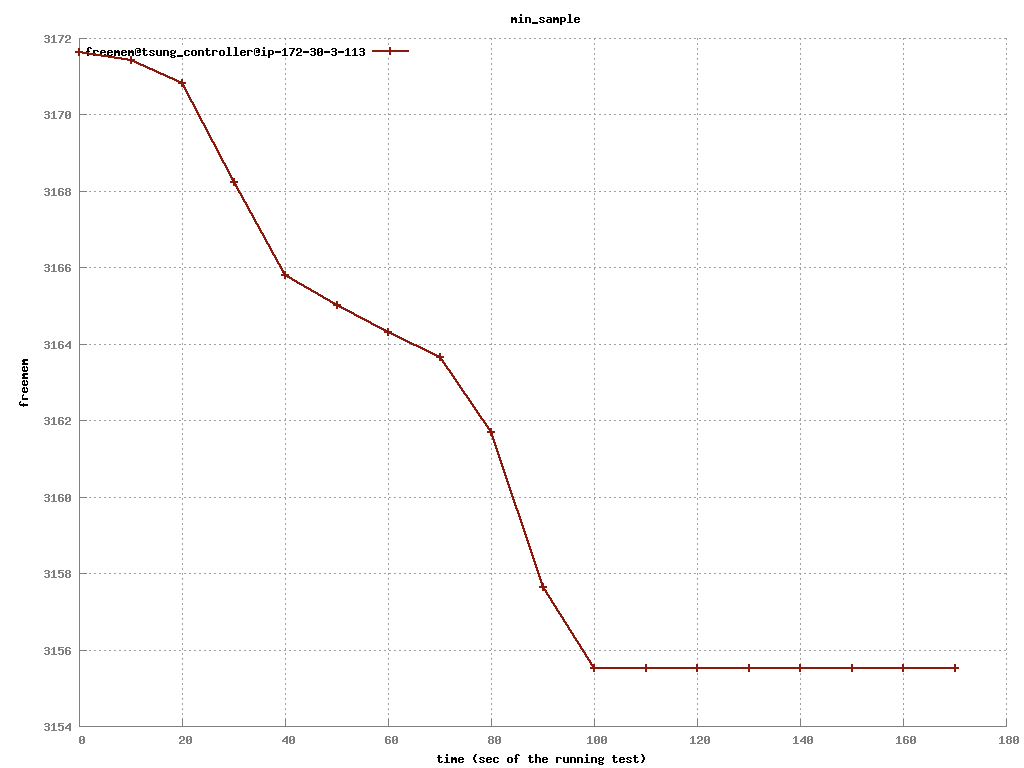 min_sample
3172
freemem@tsung_controller@ip-172-30-3-113
3170
3168
3166
3164
freemem
3162
3160
3158
3156
3154
0 20 40 60 80 100 120 140 160 180
time (sec of the running test)